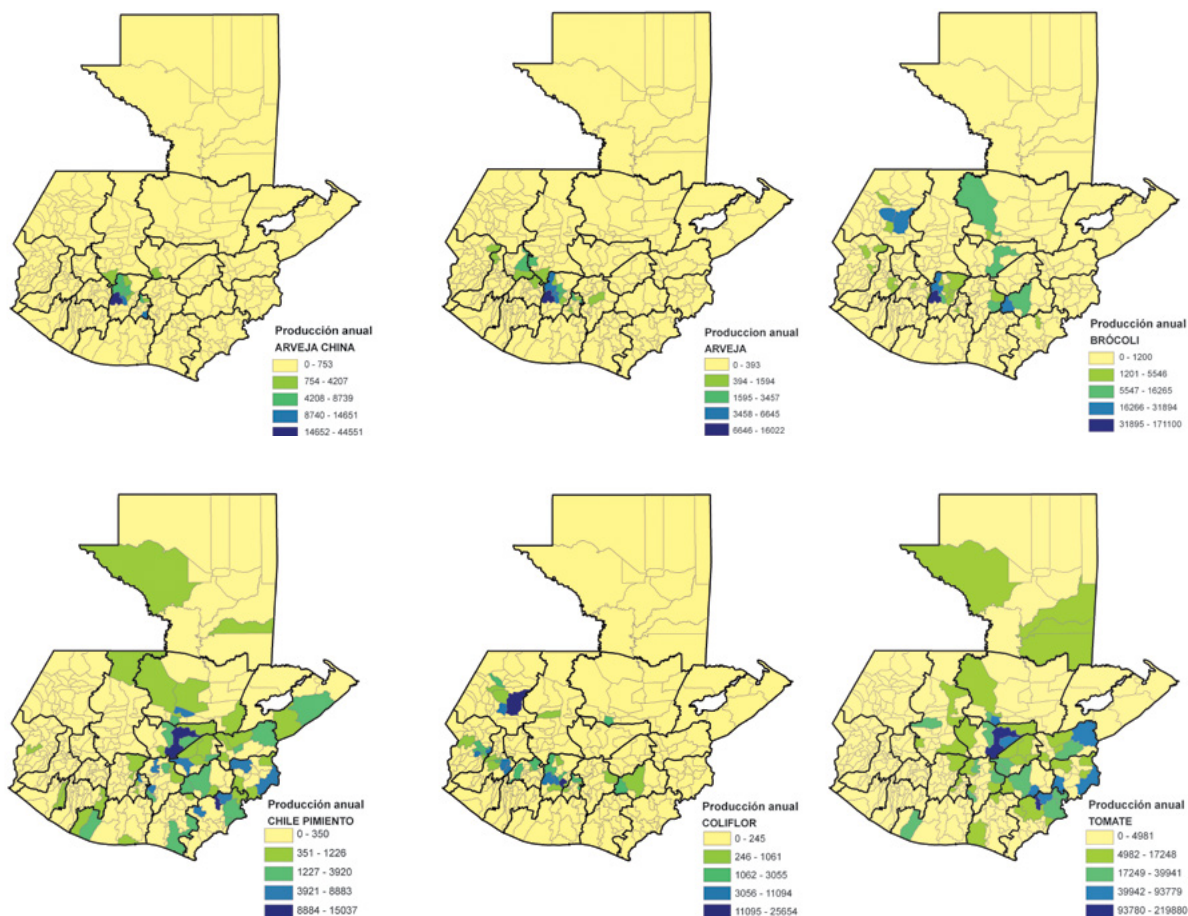 Producción anual
ARVEJA CHINA
0 - 753
754 - 4207
4208 - 8739
8740 - 14651
14652 - 44551
Produccion anual
ARVEJA
0 - 393
394 - 1594
1595 - 3457
3458 - 6645
6646 - 16022
Producción anual
BRÓCOLI
0 - 1200
1201 - 5546
5547 - 16265
16266 - 31894
31895 - 171100
Producción anual
CHILE PIMIENTO
0 - 350
351 - 1226
1227 - 3920
3921 - 8883
8884 - 15037
Producción anual
COLIFLOR
0 - 245
246 - 1061
1062 - 3055
3056 - 11094
11095 - 25654
Producción anual
TOMATE
0 - 4981
4982 - 17248
17249 - 39941
39942 - 93779
93780 - 219880